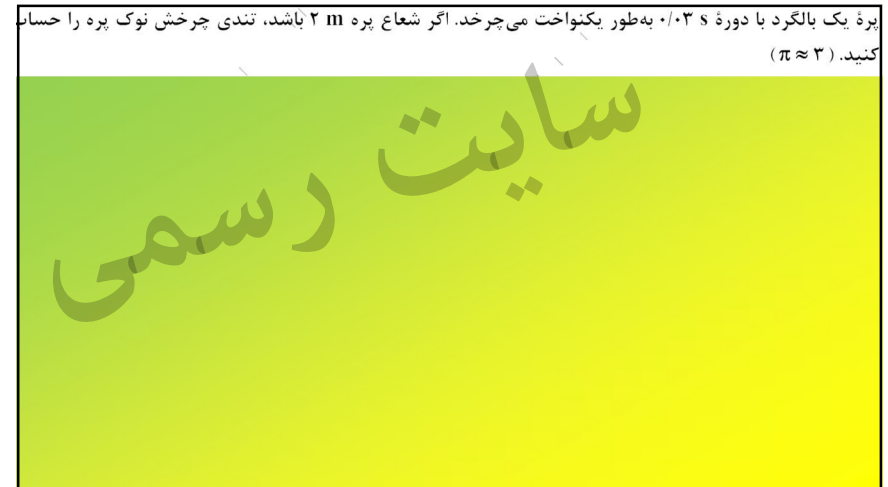 پرهٔ یک بالگرد با دورهٔ ۰/۰۳ s به‌طور یکنواخت می‌چرخد. اگر شعاع پره ۲ m باشد، تندی چرخش نوک پره را حساب
کنید. (π ≈ ۳)
سایت رسمی